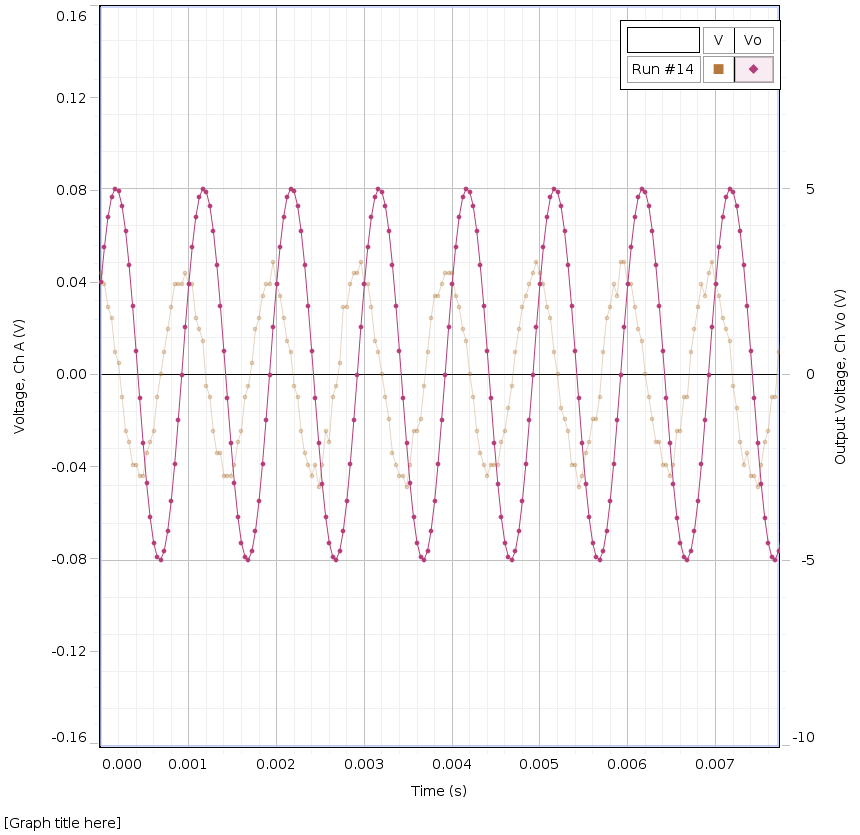 0.16
V Vo
Run #14
0.12
0.08 5
0.04
Voltage, Ch A (V)
0.00 0
Output Voltage, Ch Vo (V)
-0.04
-0.08 -5
-0.12
-0.16 -10
0.000 0.001 0.002 0.003 0.004 0.005 0.006 0.007
Time (s)
[Graph title here]